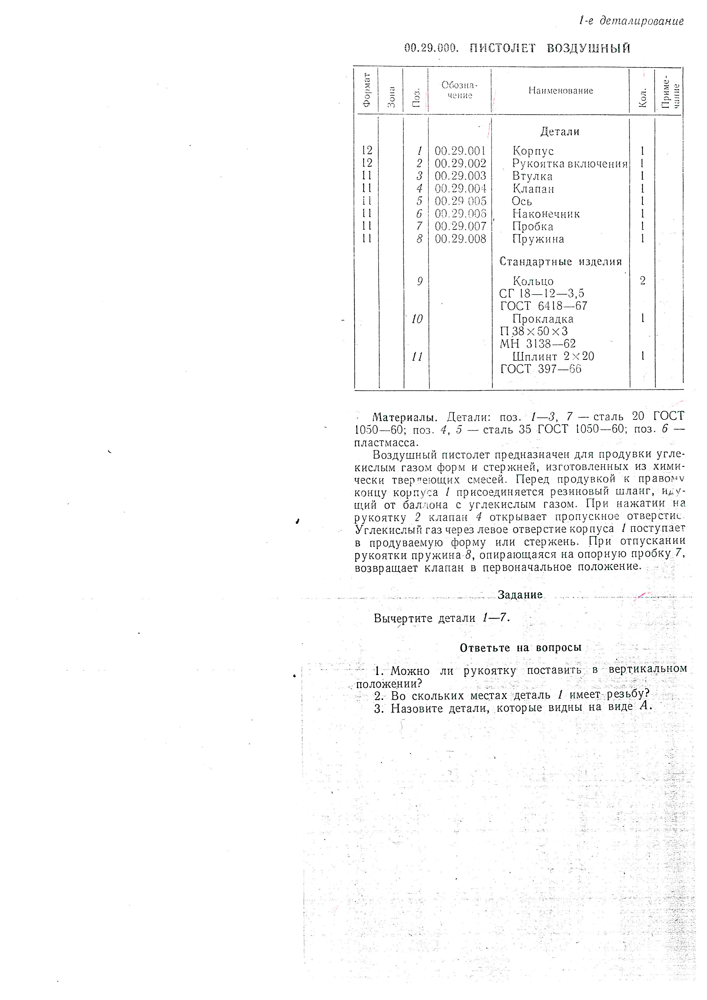 1-е деталирование
00.29.000. ПИСТОЛЕТ ВОЗДУШНЫЙ
Формат Зона Поз. Обозна- чение Наименование Кол. Приме- чание
Детали
12 1 00.29.001 Корпус 1
12 2 00.29.002 Рукоятка включения 1
11 3 00.29.003 Втулка 1
11 4 00.29.004 Клапан 1
11 5 00.29 005 Ось 1
11 6 00.29.006 Наконечник 1
11 7 00.29.007 Пробка 1
11 8 00.29.008 Пружина 1
Стандартные изделия
9 Кольцо 2
СГ 18—12—3,5
ГОСТ 6418—67
10 Прокладка 1
П 38×50×3
МН 3138—62
11 Шплинт 2×20 1
ГОСТ 397—66
Материалы. Детали: поз. 1—3, 7 — сталь 20 ГОСТ
1050—60; поз. 4, 5 — сталь 35 ГОСТ 1050—60; поз. 6 —
пластмасса.
Воздушный пистолет предназначен для продувки угле-
кислым газом форм и стержней, изготовленных из хими-
чески твердеющих смесей. Перед продувкой к правому
концу корпуса 1 присоединяется резиновый шланг, иду-
щий от баллона с углекислым газом. При нажатии на
рукоятку 2 клапан 4 открывает пропускное отверстие.
Углекислый газ через левое отверстие корпуса 1 поступает
в продуваемую форму или стержень. При отпускании
рукоятки пружина 8, опирающаяся на опорную пробку 7,
возвращает клапан в первоначальное положение.
Задание
Вычертите детали 1—7.
Ответьте на вопросы
1. Можно ли рукоятку поставить в вертикальном
положении?
2. Во скольких местах деталь 1 имеет резьбу?
3. Назовите детали, которые видны на виде А.